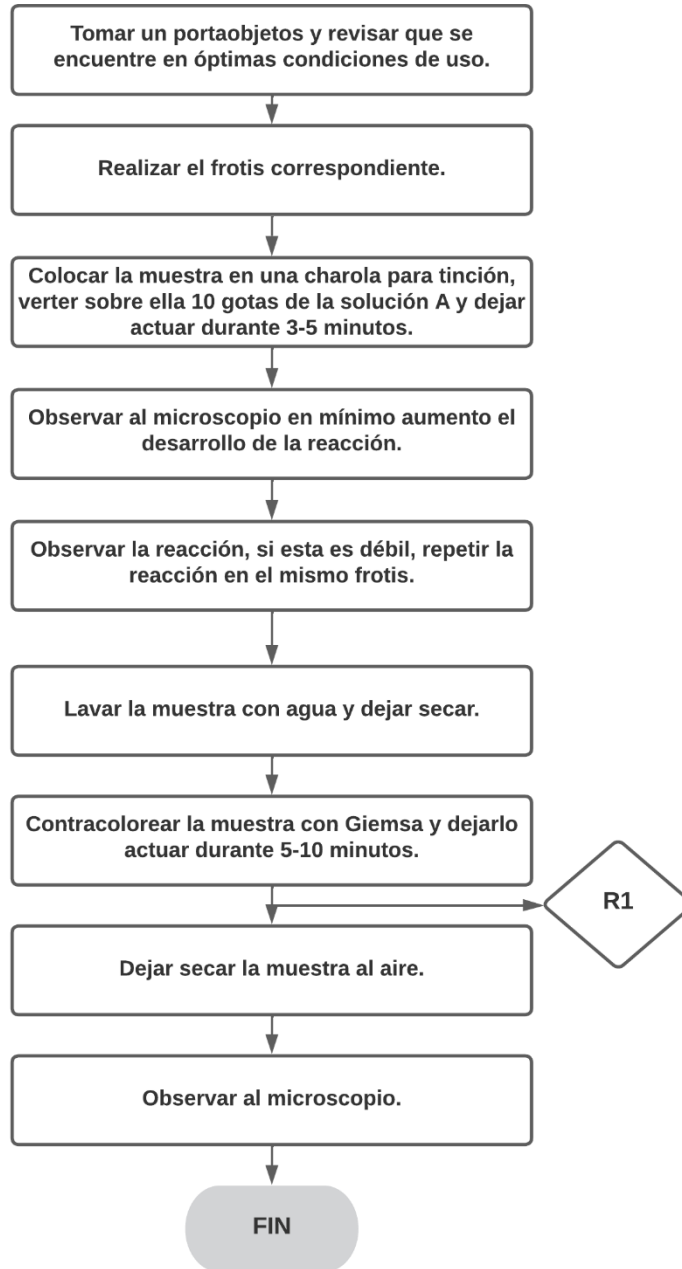 Tomar un portaobjetos y revisar que se
encuentre en óptimas condiciones de uso.
Realizar el frotis correspondiente.
Colocar la muestra en una charola para tinción,
verter sobre ella 10 gotas de la solución A y dejar
actuar durante 3-5 minutos.
Observar al microscopio en mínimo aumento el
desarrollo de la reacción.
Observar la reacción, si esta es débil, repetir la
reacción en el mismo frotis.
Lavar la muestra con agua y dejar secar.
Contracolorear la muestra con Giemsa y dejarlo
actuar durante 5-10 minutos.
R1
Dejar secar la muestra al aire.
Observar al microscopio.
FIN